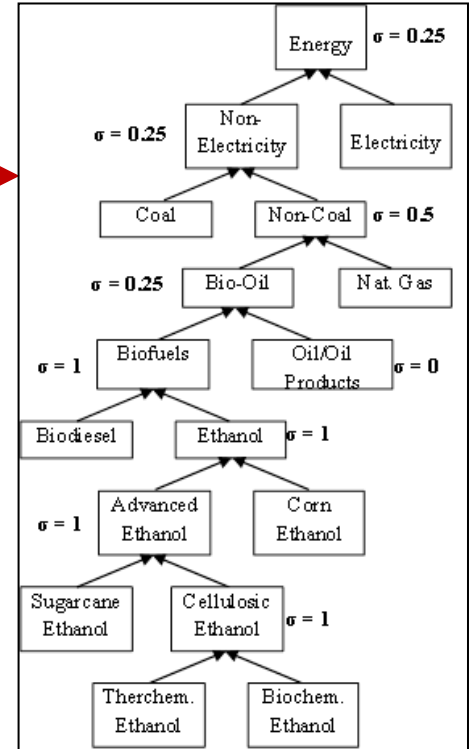 Energy
σ = 0.25
Non-
Electricity
σ = 0.25
Electricity
Coal
Non-Coal
σ = 0.5
σ = 0.25
Bio-Oil
Nat. Gas
σ = 1
Biofuels
Oil/Oil
Products
σ = 0
Biodiesel
Ethanol
σ = 1
σ = 1
Advanced
Ethanol
Corn
Ethanol
Sugarcane
Ethanol
Cellulosic
Ethanol
σ = 1
Therchem.
Ethanol
Biochem.
Ethanol